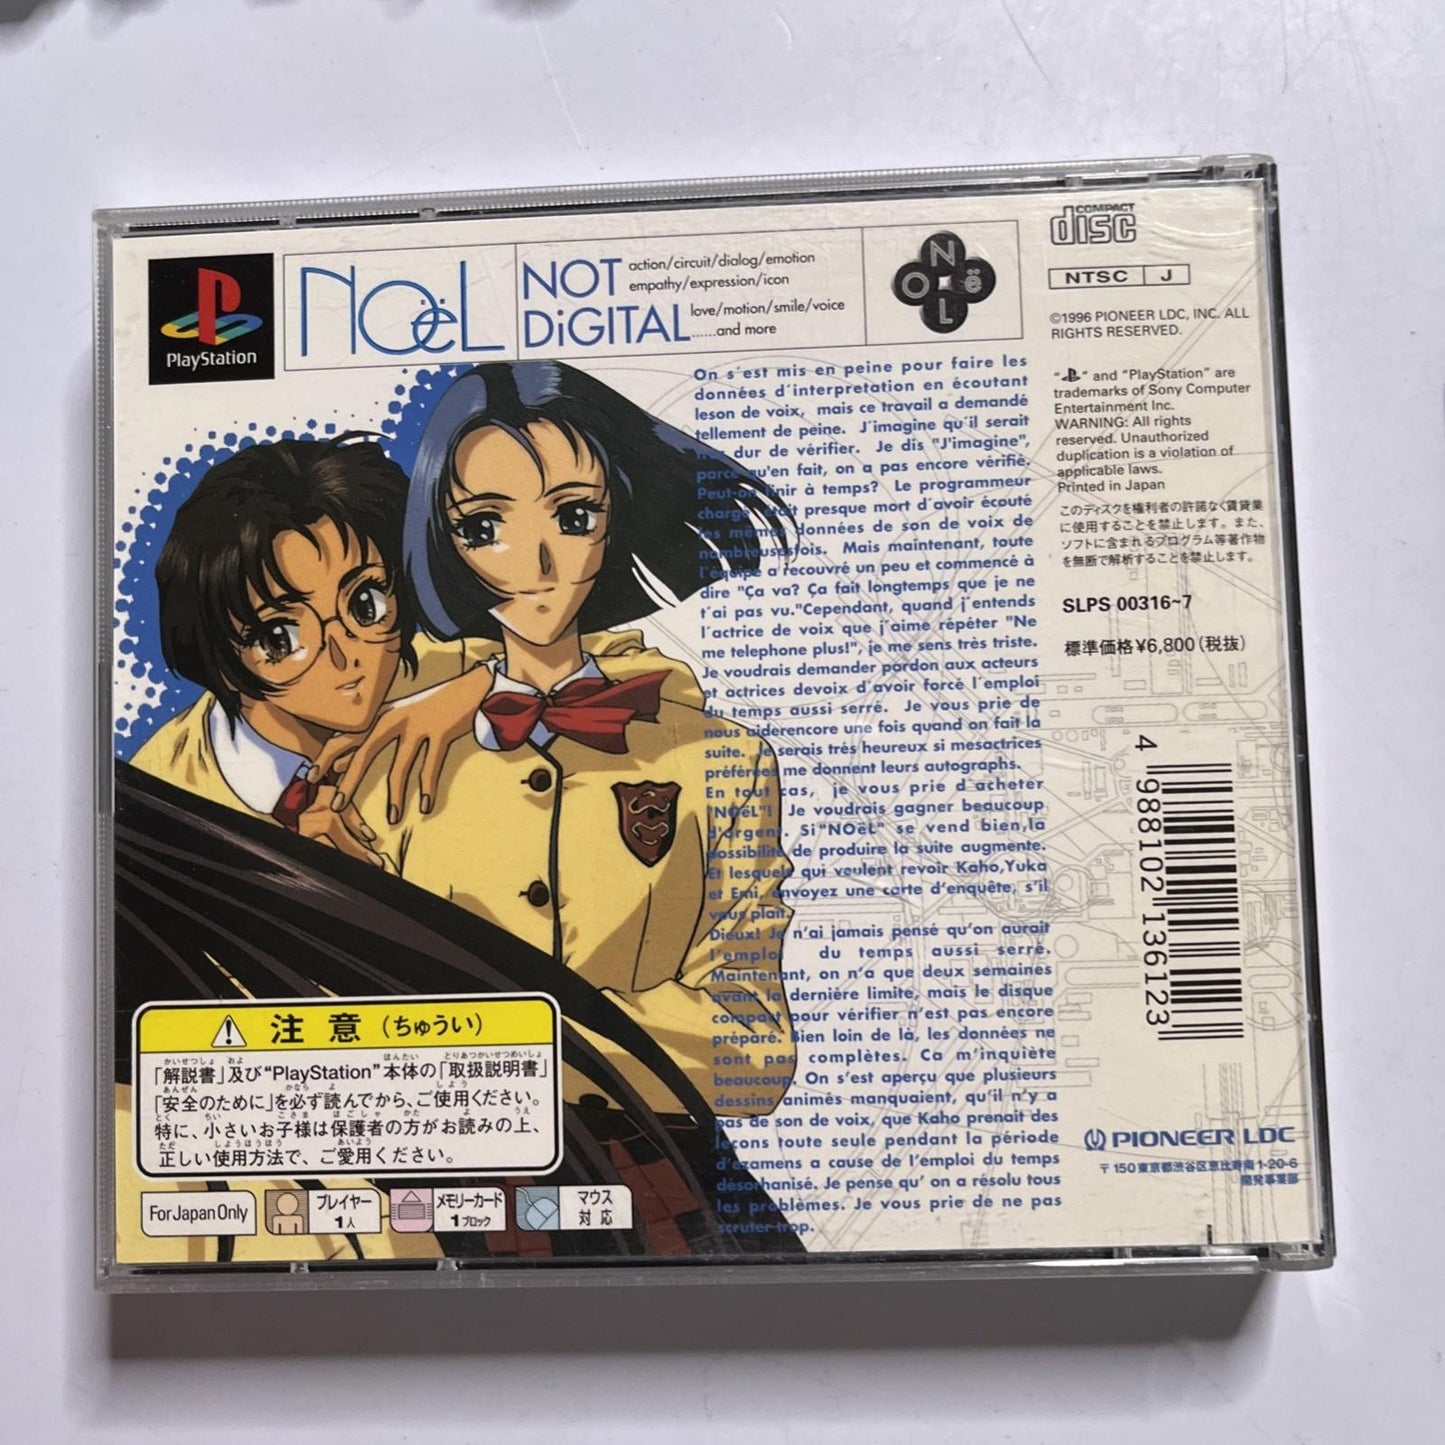 PlayStation
NOëL
NOT
DiGITAL
action/circuit/dialog/emotion
empathy/expression/icon
love/motion/smile/voice
......and more
N
O ë
L
COMPACT
disc
NTSC J
©1996 PIONEER LDC, INC. ALL
RIGHTS RESERVED.
" " and "PlayStation" are
trademarks of Sony Computer
Entertainment Inc.
WARNING: All rights
reserved. Unauthorized
duplication is a violation of
applicable laws.
Printed in Japan
このディスクを権利者の許諾なく賃貸業
に使用することを禁止します。また、
ソフトに含まれるプログラム等著作物
を無断で解析することを禁止します。
SLPS 00316~7
標準価格¥6,800(税抜)
4 988102 136123
PIONEER LDC
〒150東京都渋谷区恵比寿南1-20-6
開発事業部
On s'est mis en peine pour faire les
données d'interpretation en écoutant
leson de voix, mais ce travail a demandé
tellement de peine. J'imagine qu'il serait
dur de vérifier. Je dis "J'imagine",
parce qu'en fait, on a pas encore vérifié.
Peut-on finir à temps? Le programmeur
chargé était presque mort d'avoir écouté
les mêmes données de son de voix de
nombreusesfois. Mais maintenant, toute
l'équipe a recouvré un peu et commencé à
dire "Ça va? Ça fait longtemps que je ne
t'ai pas vu."Cependant, quand j'entends
l'actrice de voix que j'aime répéter "Ne
me telephone plus!", je me sens très triste.
Je voudrais demander pardon aux acteurs
et actrices devoix d'avoir forcé l'emploi
du temps aussi serré. Je vous prie de
nous aiderencore une fois quand on fait la
suite. Je serais três heureux si mesactrices
préférées me donnent leurs autographs.
En tout cas, je vous prie d'acheter
"NOëL"! Je voudrais gagner beaucoup
d'argent. Si"NOëL" se vend bien,la
possibilité de produire la suite augmente.
Et lesquels qui veulent revoir Kaho,Yuka
et Emi, envoyez une carte d'enquête, s'il
vous plaît.
Dieux! Je n'ai jamais pensé qu'on aurait
l'emploi du temps aussi serré.
Maintenant, on n'a que deux semaines
avant la derniére limite, mais le disque
compact pour vérifier n'est pas encore
préparé. Bien loin de là, les données ne
sont pas complètes. Ca m'inquiète
beaucoup. On s'est aperçu que plusieurs
dessins animés manquaient, qu'il n'y a
pas de son de voix, que Kaho prenait des
leçons toute seule pendant la période
d'examens a cause de l'emploi du temps
désorhanisé. Je pense qu' on a résolu tous
les problèmes. Je vous prie de ne pas
scruter trop.
注意(ちゅうい)
「解説書」及び"PlayStation"本体の「取扱説明書」
「安全のために」を必ず読んでから、ご使用ください。
特に、小さいお子様は保護者の方がお読みの上、
正しい使用方法で、ご愛用ください。
For Japan Only
プレイヤー
1人
メモリーカード
1ブロック
マウス
対応